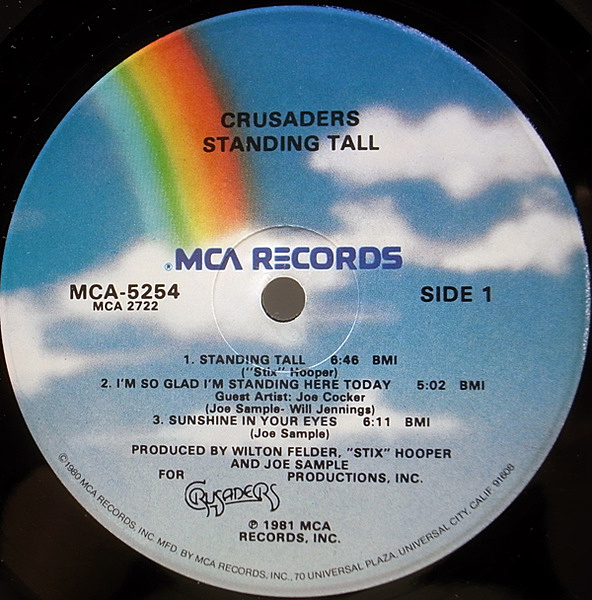 CRUSADERS
STANDING TALL
®MCA RECORDS
MCA-5254
MCA 2722
SIDE 1
1. STANDING TALL 6:46 BMI
("Stix" Hooper)
2. I'M SO GLAD I'M STANDING HERE TODAY 5:02 BMI
Guest Artist: Joe Cocker
(Joe Sample- Will Jennings)
3. SUNSHINE IN YOUR EYES 6:11 BMI
(Joe Sample)
PRODUCED BY WILTON FELDER, "STIX" HOOPER
AND JOE SAMPLE
FOR CRUSADERS PRODUCTIONS, INC.
℗ 1981 MCA
RECORDS, INC.
©1980 MCA RECORDS, INC. MFD. BY MCA RECORDS, INC., 70 UNIVERSAL PLAZA, UNIVERSAL CITY, CALIF. 91608